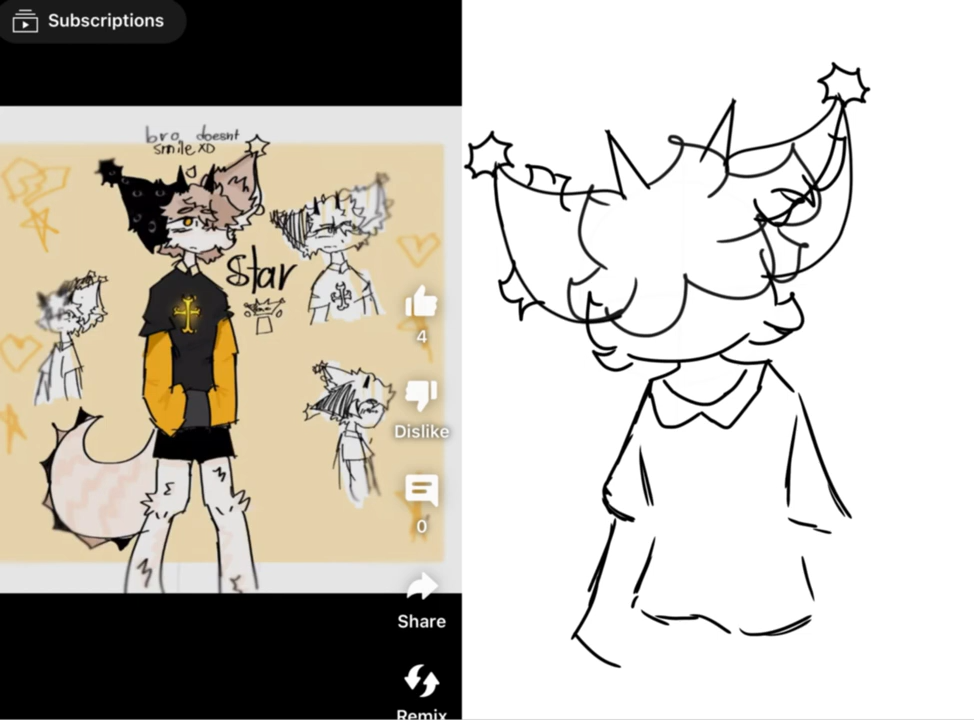 Subscriptions
bro doesnt
smile XD
Star
4
Dislike
0
Share
Remix